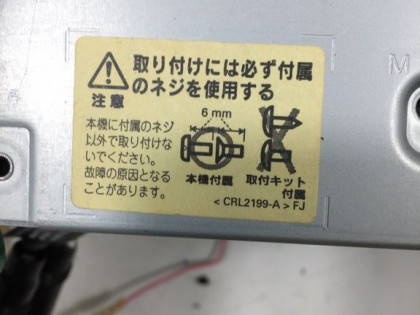 取り付けには必ず付属
のネジを使用する
注意
本機に付属のネジ
以外で取り付けな
いでください。
故障の原因となる
ことがあります。
6 mm
本機付属
取付キット
付属
< CRL2199-A > FJ
M